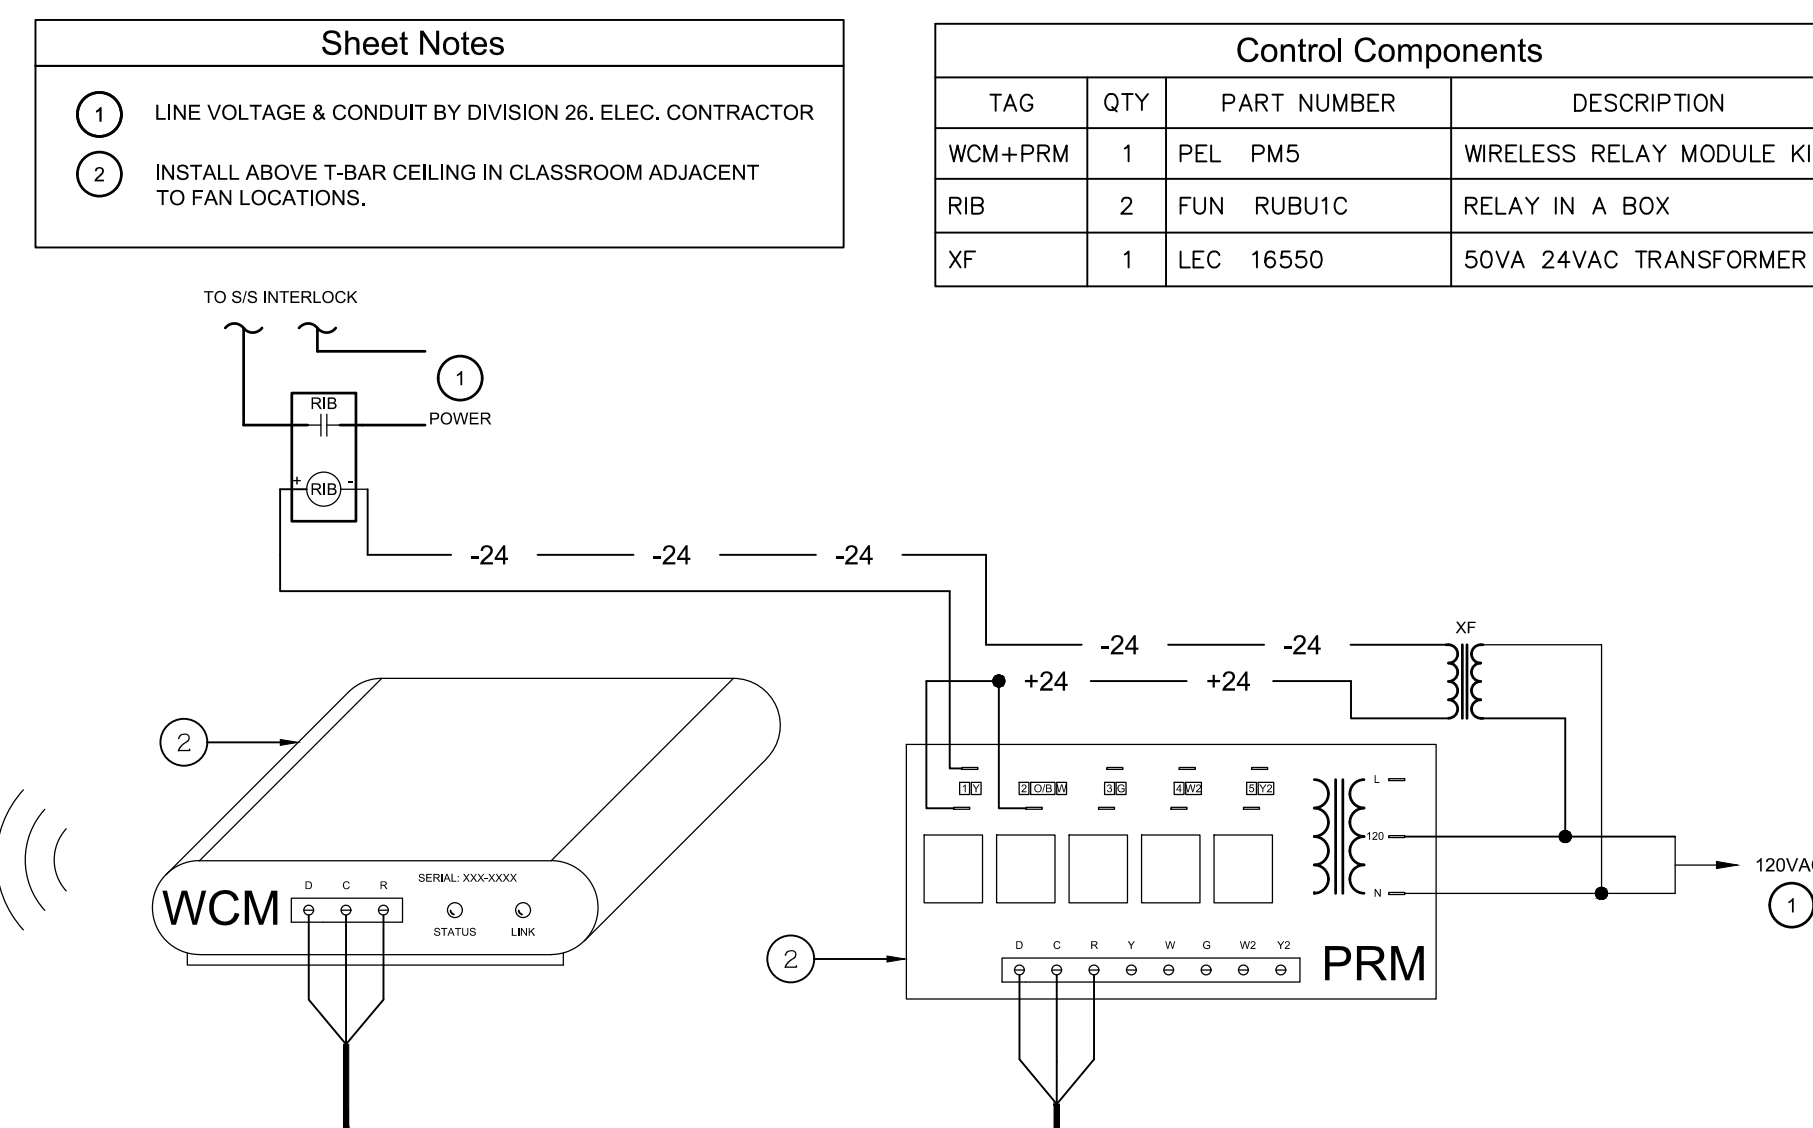 Sheet Notes
1 LINE VOLTAGE & CONDUIT BY DIVISION 26. ELEC. CONTRACTOR
2 INSTALL ABOVE T-BAR CEILING IN CLASSROOM ADJACENT
TO FAN LOCATIONS.
Control Components
TAG QTY PART NUMBER DESCRIPTION
WCM+PRM 1 PEL PM5 WIRELESS RELAY MODULE KI
RIB 2 FUN RUBU1C RELAY IN A BOX
XF 1 LEC 16550 50VA 24VAC TRANSFORMER
TO S/S INTERLOCK
1
RIB
POWER
+ RIB -
-24 -24 -24
XF
-24 -24
+24 +24
2
1 Y 2 O/B W 3 G 4 W2 5 Y2 L
120
120VAC
N
1
WCM
D C R
SERIAL: XXX-XXXX
STATUS LINK
2
D C R Y W G W2 Y2
PRM